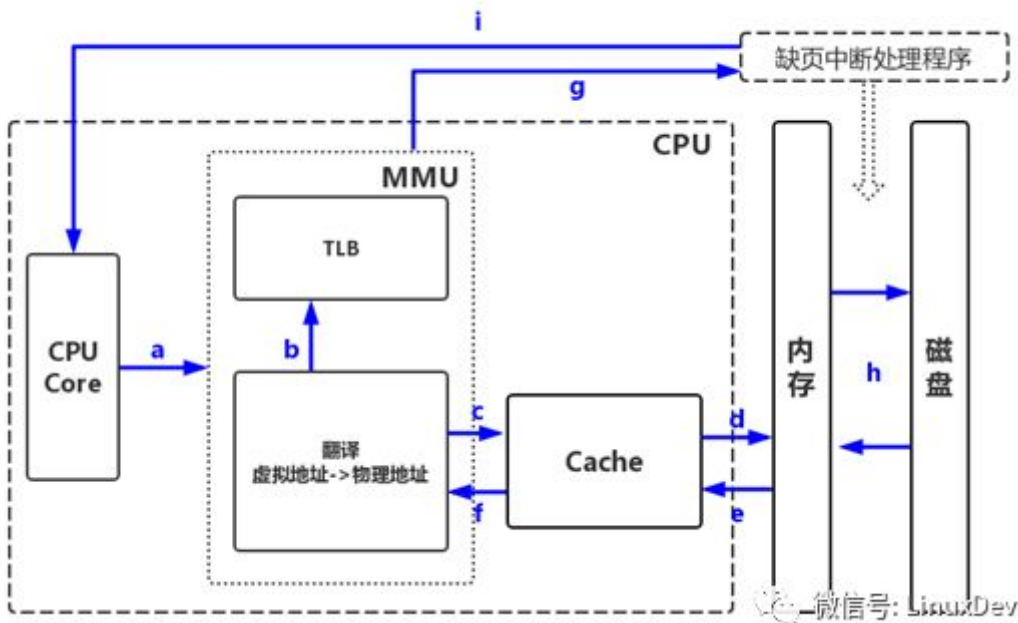 i
缺页中断处理程序
g
CPU
MMU
TLB
CPU
Core
a
b
翻译
虚拟地址->物理地址
c
f
Cache
d
e
内存
h
磁盘
微信号: LinuxDev